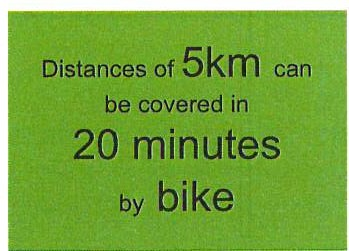 Distances of 5km can
be covered in
20 minutes
by bike